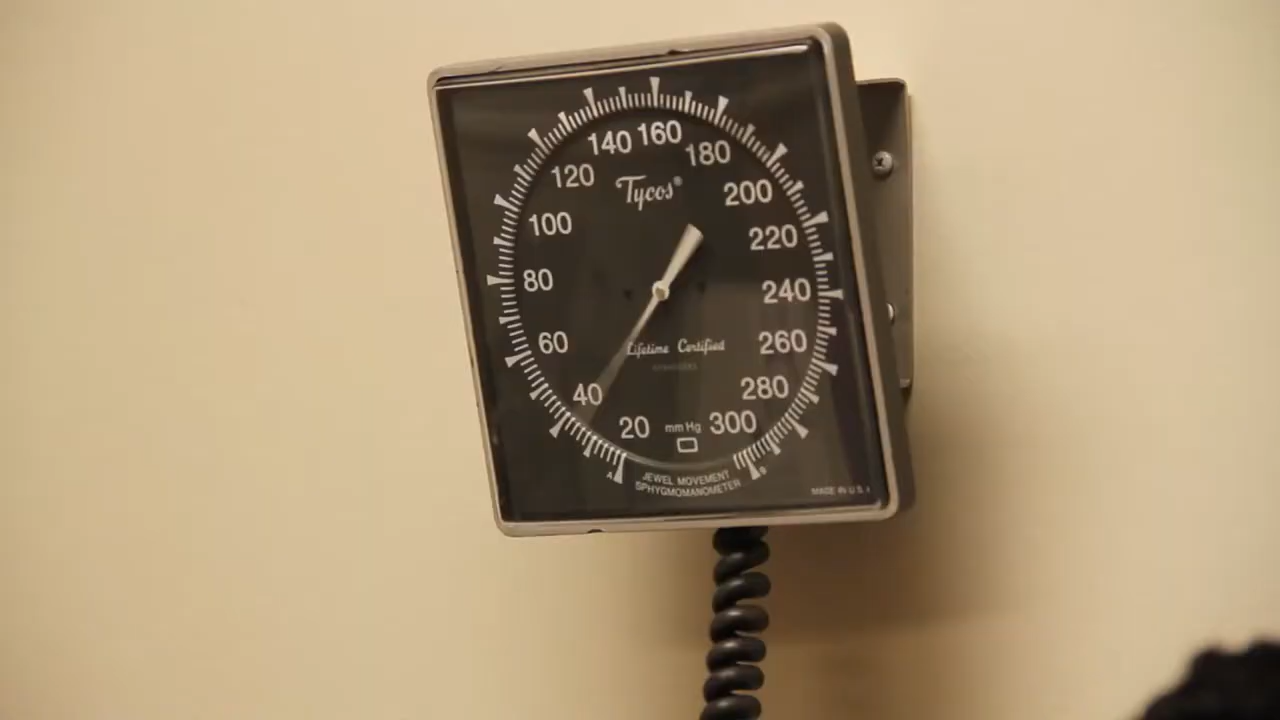 140 160 180
120 200
Tycos®
100 220
80 240
60 260
Lifetime Certified
40 280
20 mm Hg 300
JEWEL MOVEMENT
SPHYGMOMANOMETER
MADE IN U.S.A